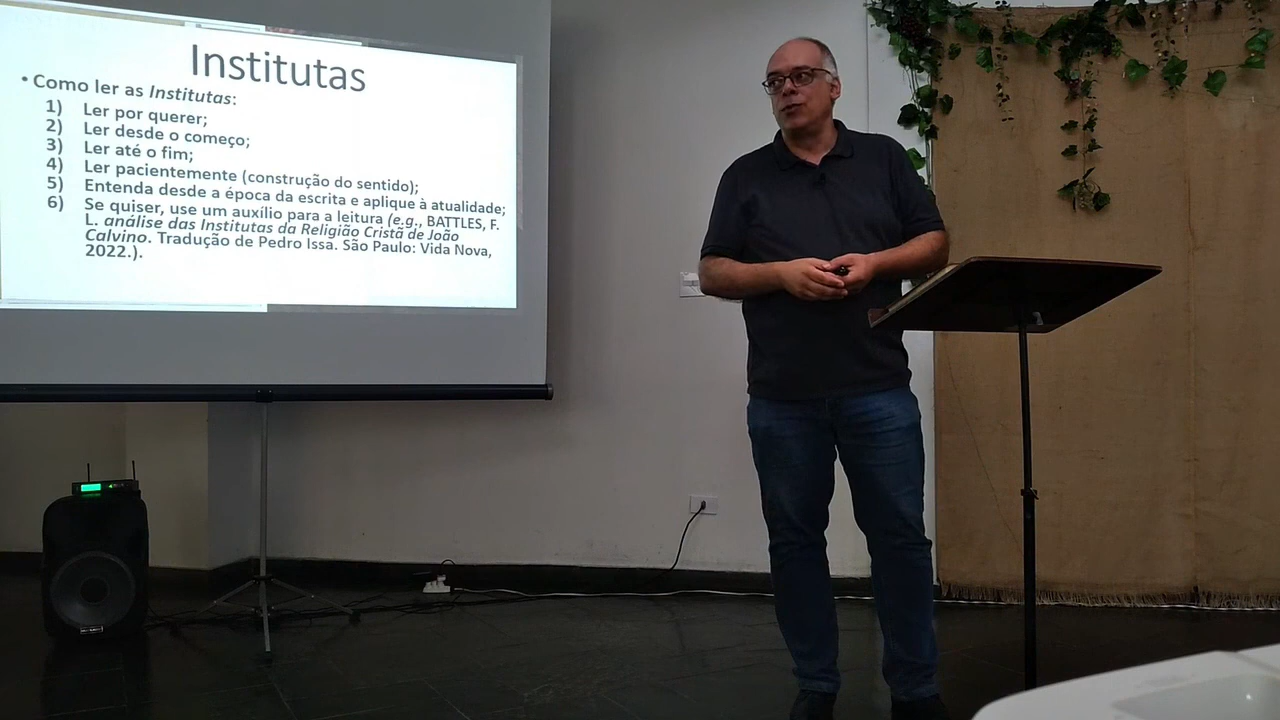 Institutas
• Como ler as Institutas:
1) Ler por querer;
2) Ler desde o começo;
3) Ler até o fim;
4) Ler pacientemente (construção do sentido);
5) Entenda desde a época da escrita e aplique à atualidade;
6) Se quiser, use um auxílio para a leitura (e.g., BATTLES, F.
L. análise das Institutas da Religião Cristã de João
Calvino. Tradução de Pedro Issa. São Paulo: Vida Nova,
2022.).